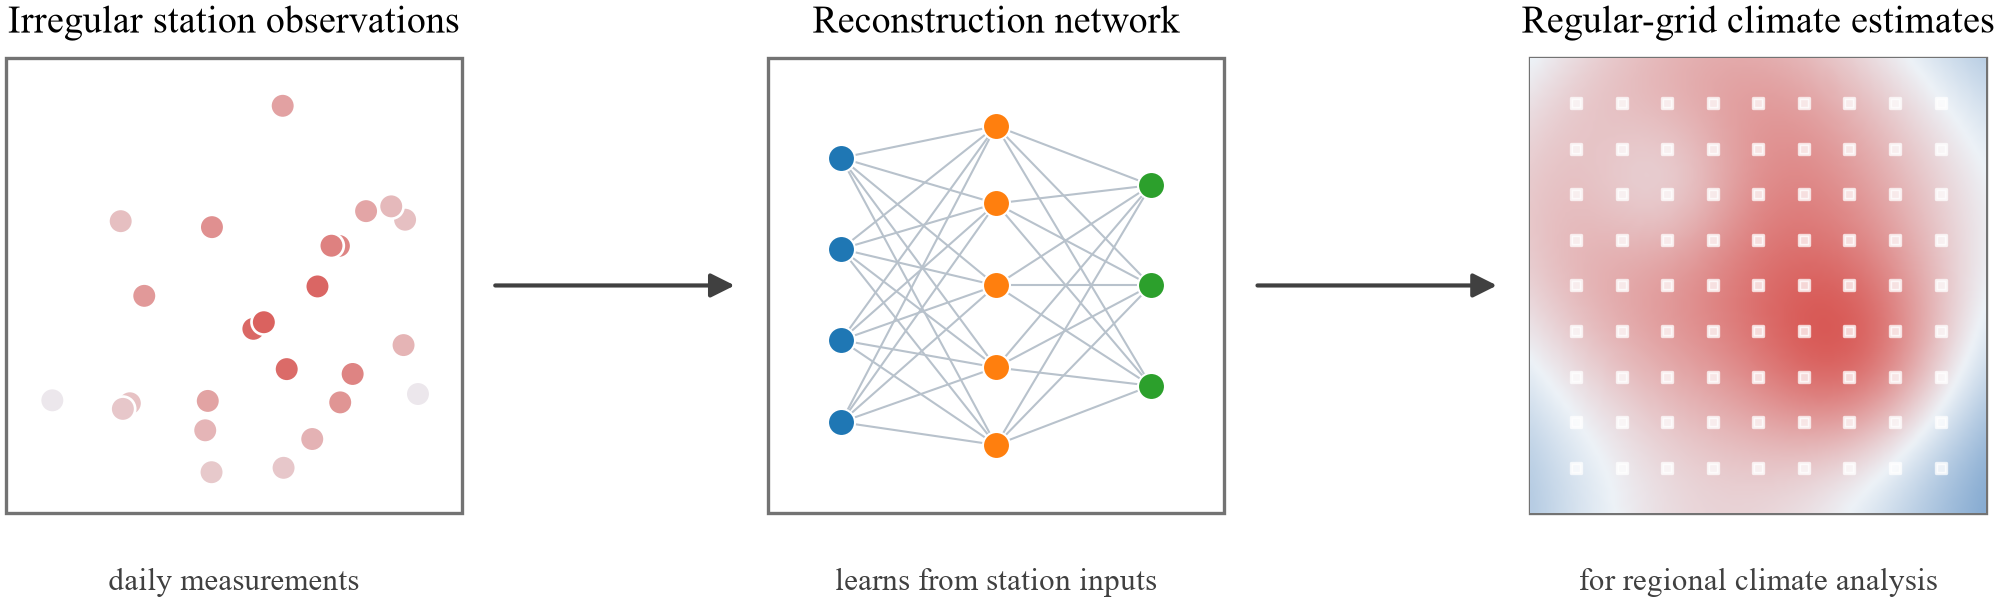 Irregular station observations
Reconstruction network
Regular-grid climate estimates
daily measurements
learns from station inputs
for regional climate analysis